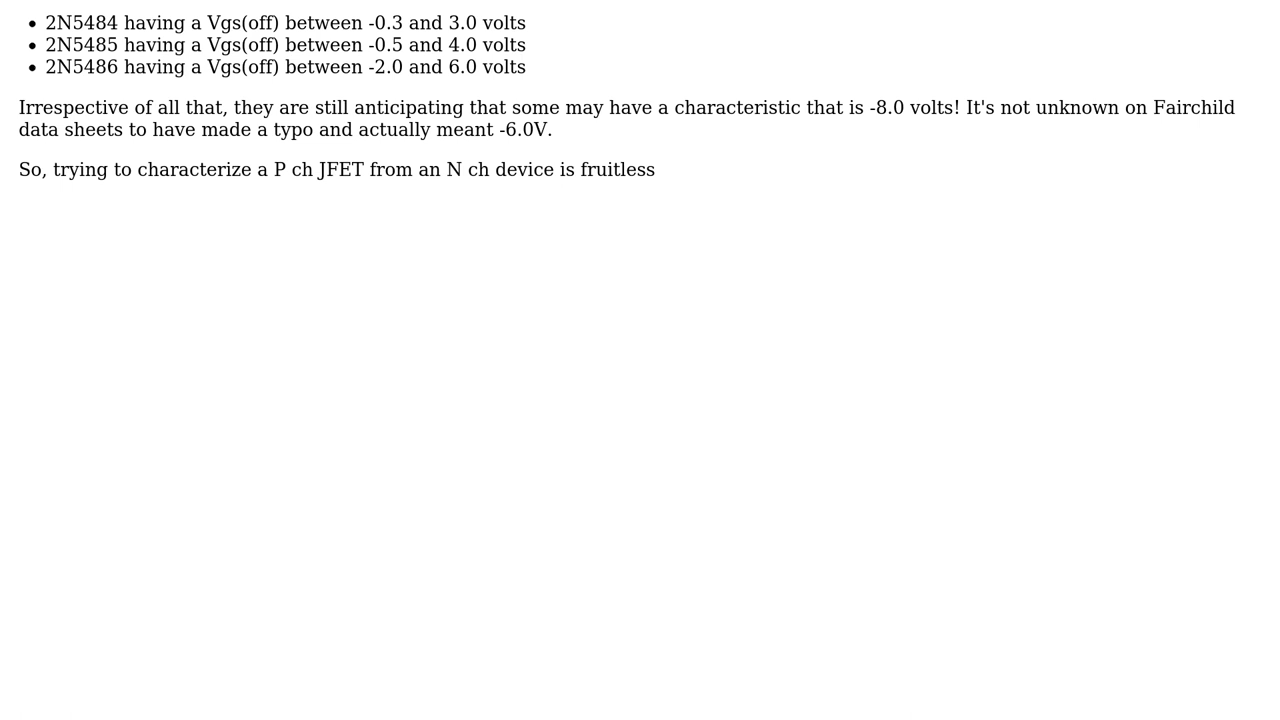 • 2N5484 having a Vgs(off) between -0.3 and 3.0 volts
• 2N5485 having a Vgs(off) between -0.5 and 4.0 volts
• 2N5486 having a Vgs(off) between -2.0 and 6.0 volts
Irrespective of all that, they are still anticipating that some may have a characteristic that is -8.0 volts! It's not unknown on Fairchild
data sheets to have made a typo and actually meant -6.0V.
So, trying to characterize a P ch JFET from an N ch device is fruitless